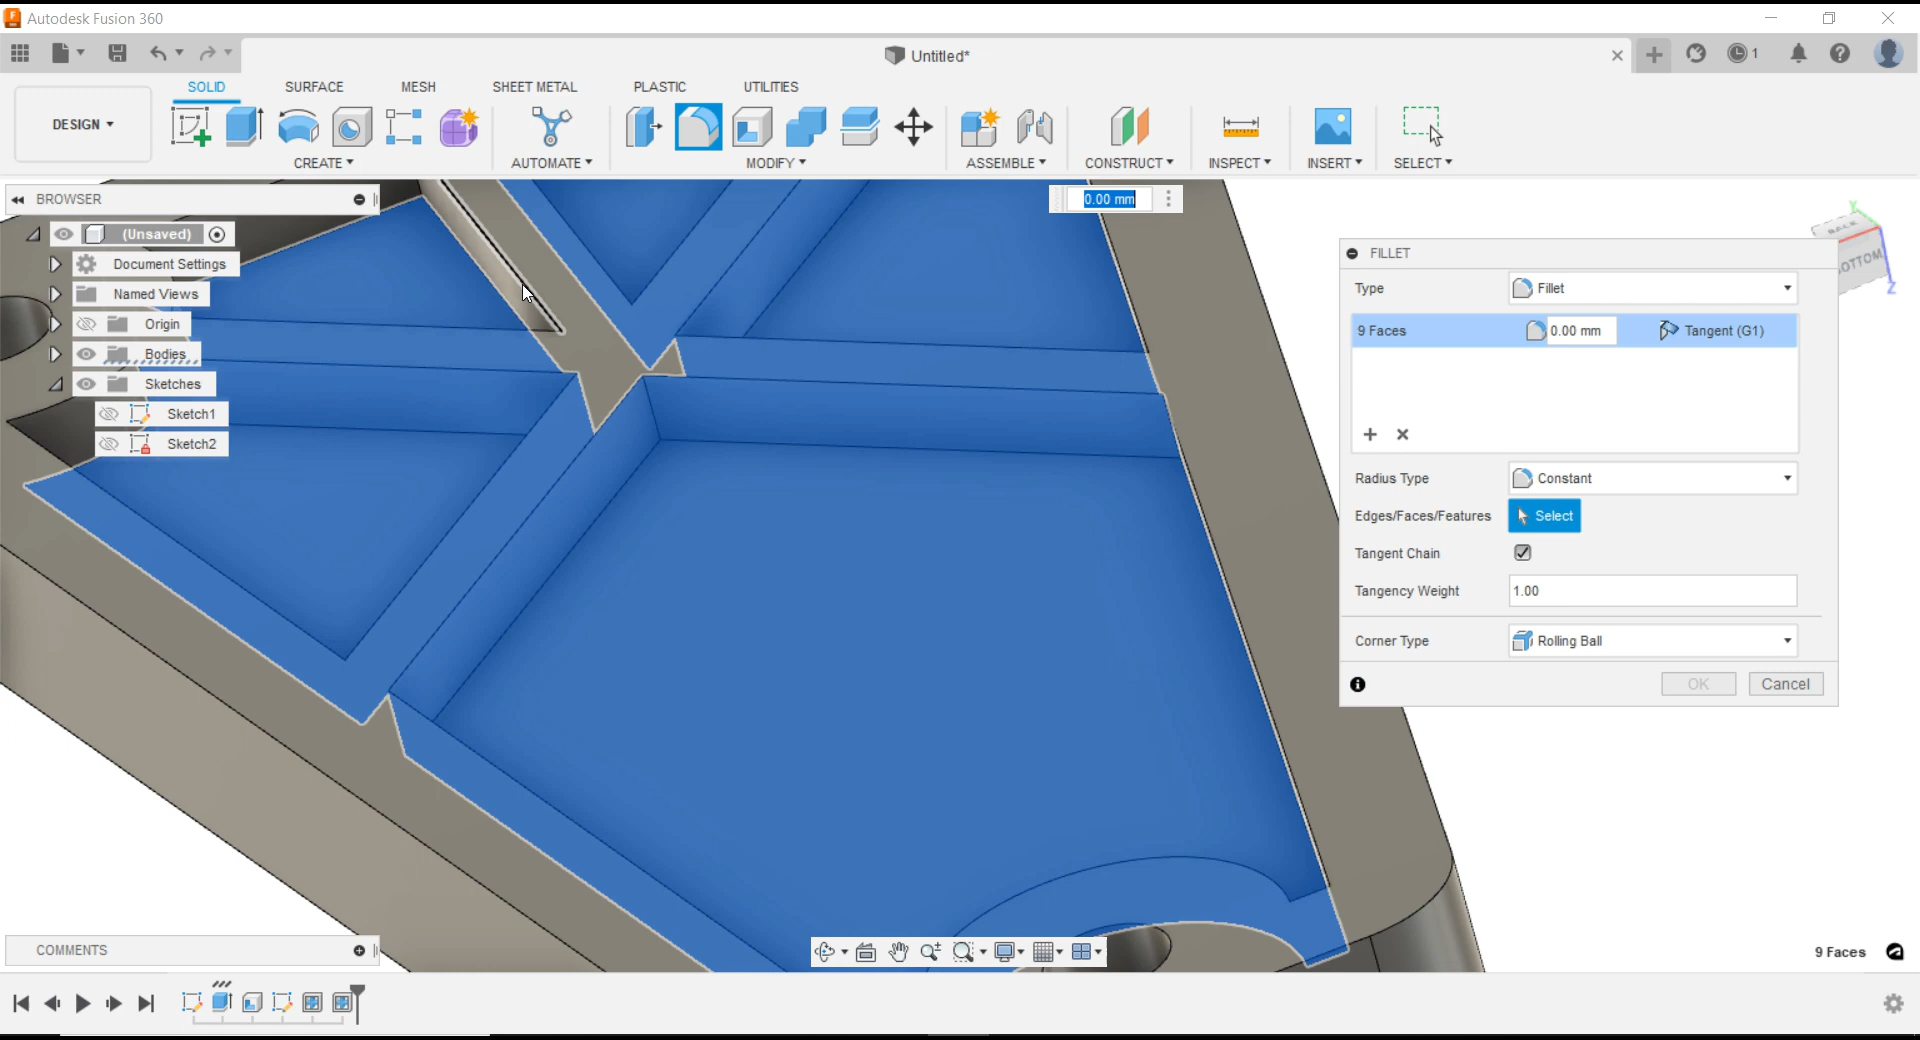 Autodesk Fusion 360
Untitled*
1
DESIGN
SOLID SURFACE MESH SHEET METAL PLASTIC UTILITIES
CREATE AUTOMATE MODIFY ASSEMBLE CONSTRUCT INSPECT INSERT SELECT
BROWSER
(Unsaved)
Document Settings
Named Views
Origin
Bodies
Sketches
Sketch1
Sketch2
0.00 mm
Y
BACK
BOTTOM
Z
FILLET
Type Fillet
9 Faces 0.00 mm Tangent (G1)
Radius Type Constant
Edges/Faces/Features Select
Tangent Chain
Tangency Weight 1.00
Corner Type Rolling Ball
OK Cancel
COMMENTS
9 Faces